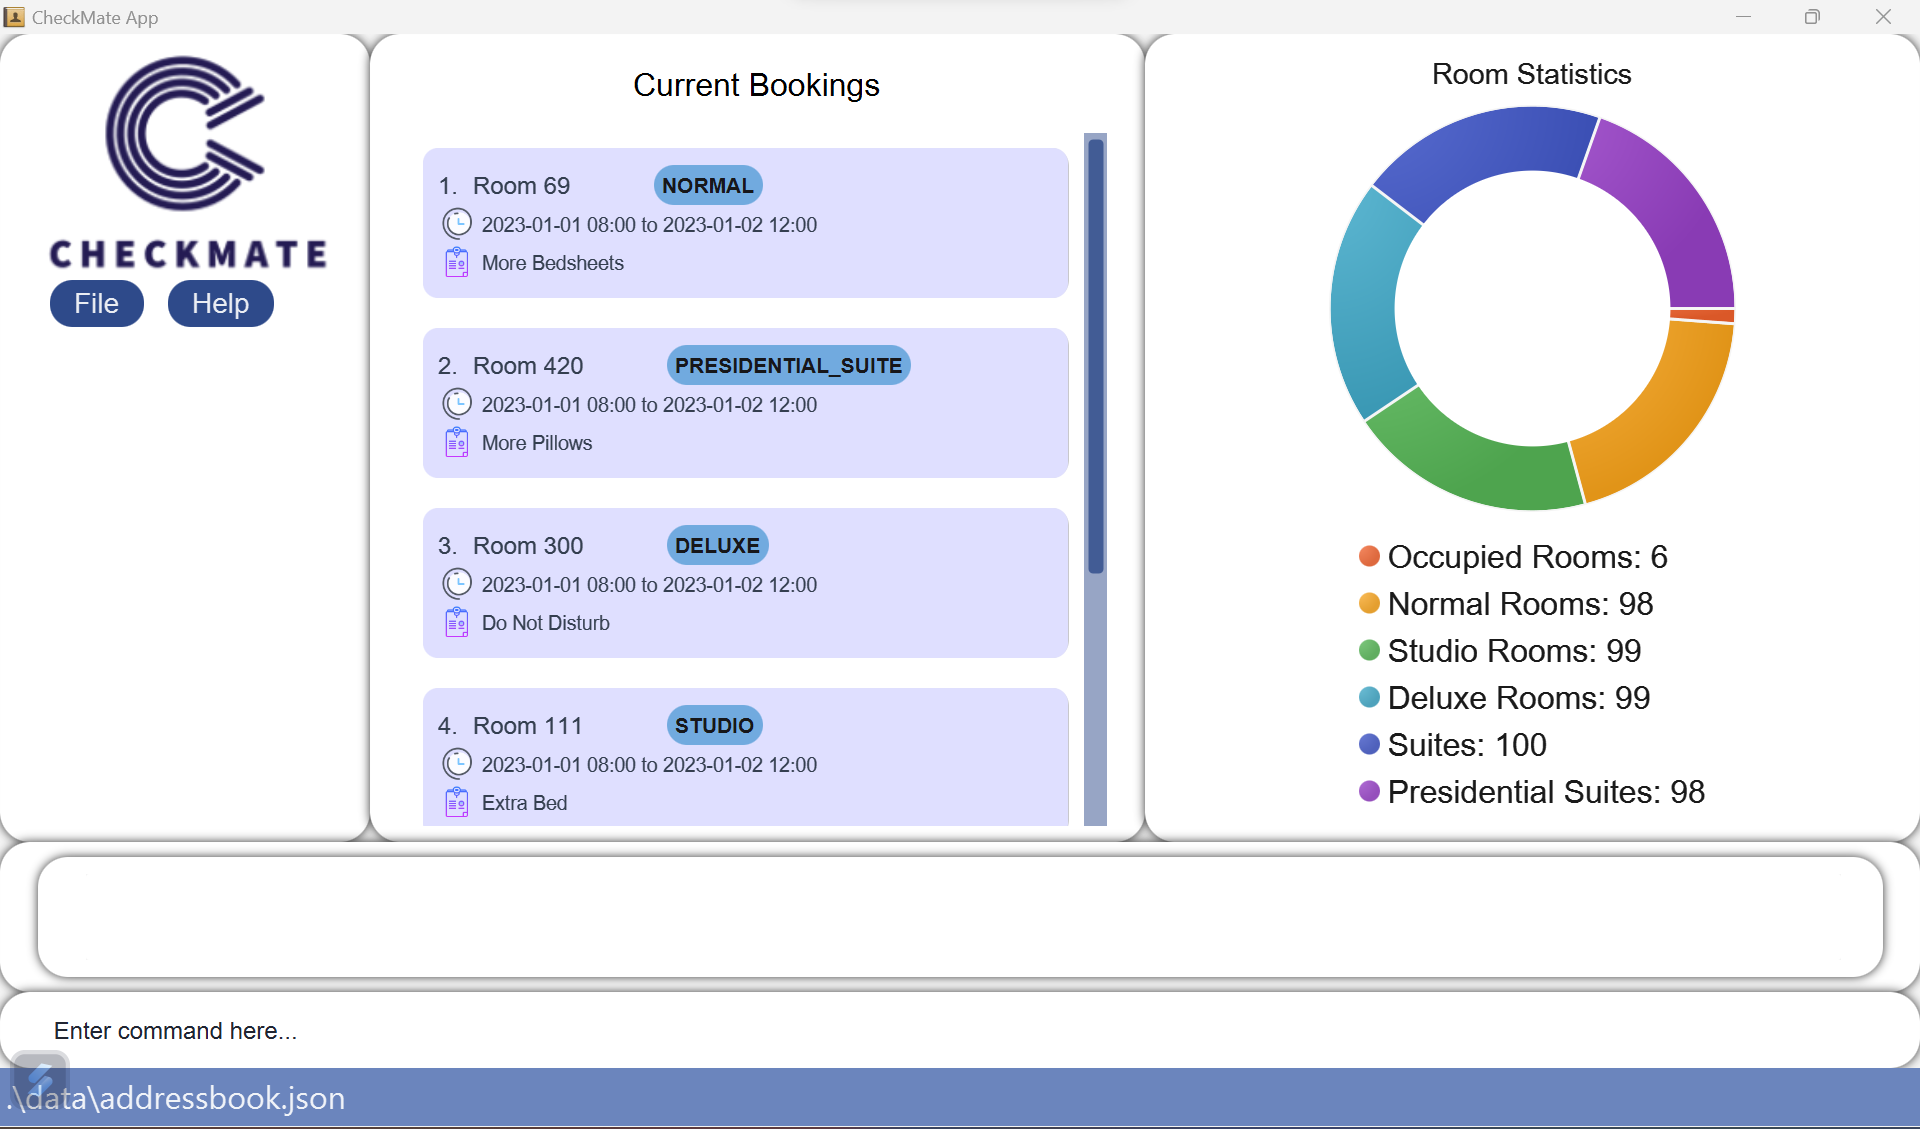 CheckMate App
CHECKMATE
File
Help
Current Bookings
1. Room 69 NORMAL
2023-01-01 08:00 to 2023-01-02 12:00
More Bedsheets
2. Room 420 PRESIDENTIAL_SUITE
2023-01-01 08:00 to 2023-01-02 12:00
More Pillows
3. Room 300 DELUXE
2023-01-01 08:00 to 2023-01-02 12:00
Do Not Disturb
4. Room 111 STUDIO
2023-01-01 08:00 to 2023-01-02 12:00
Extra Bed
Room Statistics
Occupied Rooms: 6
Normal Rooms: 98
Studio Rooms: 99
Deluxe Rooms: 99
Suites: 100
Presidential Suites: 98
Enter command here...
.\data\addressbook.json